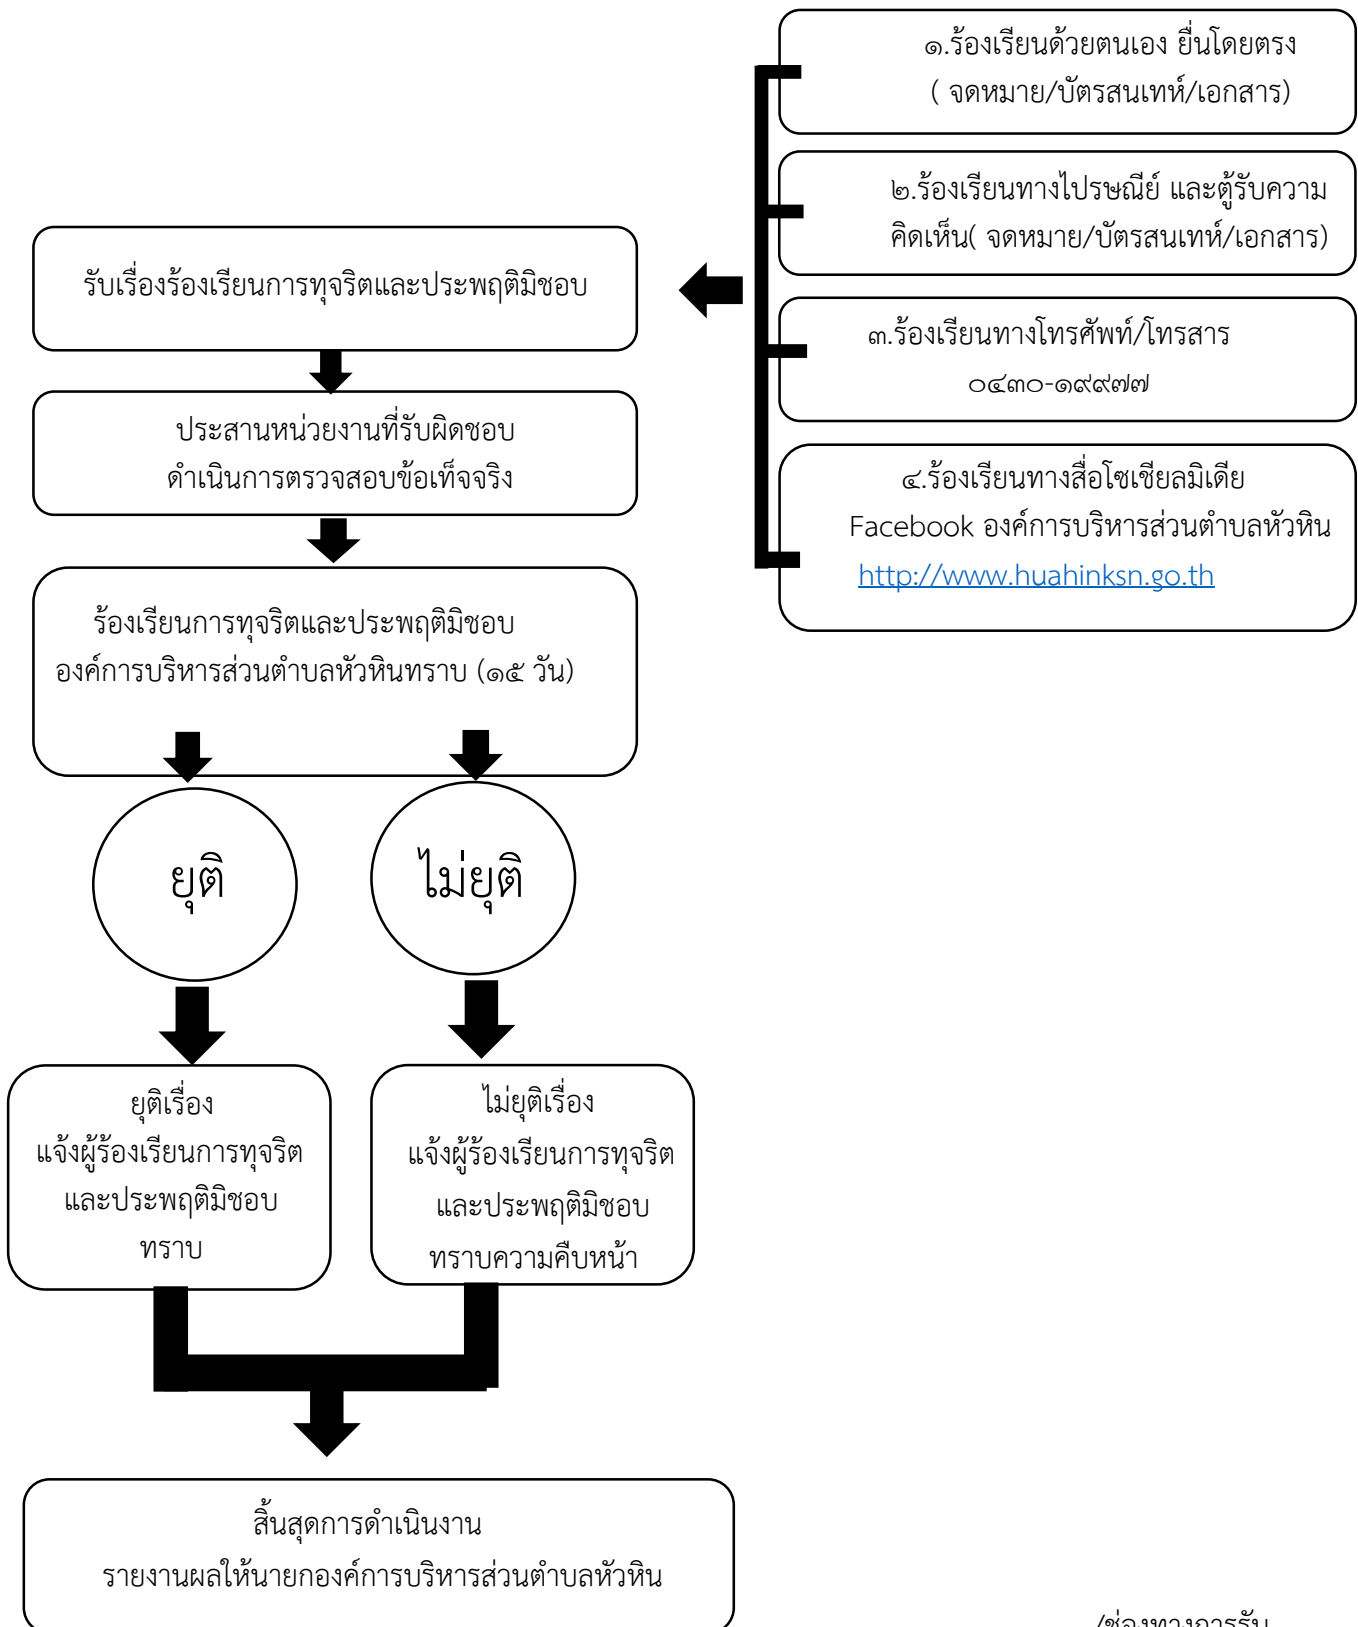 ๑.ร้องเรียนด้วยตนเอง ยื่นโดยตรง
( จดหมาย/บัตรสนเทห์/เอกสาร)
๒.ร้องเรียนทางไปรษณีย์ และตู้รับความ
คิดเห็น( จดหมาย/บัตรสนเทห์/เอกสาร)
๓.ร้องเรียนทางโทรศัพท์/โทรสาร
๐๔๓๐-๑๙๙๗๗
๔.ร้องเรียนทางสื่อโซเชียลมิเดีย
Facebook องค์การบริหารส่วนตำบลหัวหิน
http://www.huahinksn.go.th
รับเรื่องร้องเรียนการทุจริตและประพฤติมิชอบ
ประสานหน่วยงานที่รับผิดชอบ
ดำเนินการตรวจสอบข้อเท็จจริง
ร้องเรียนการทุจริตและประพฤติมิชอบ
องค์การบริหารส่วนตำบลหัวหินทราบ (๑๕ วัน)
ยุติ
ไม่ยุติ
ยุติเรื่อง
แจ้งผู้ร้องเรียนการทุจริต
และประพฤติมิชอบ
ทราบ
ไม่ยุติเรื่อง
แจ้งผู้ร้องเรียนการทุจริต
และประพฤติมิชอบ
ทราบความคืบหน้า
สิ้นสุดการดำเนินงาน
รายงานผลให้นายกองค์การบริหารส่วนตำบลหัวหิน
/ช่องทางการรับ